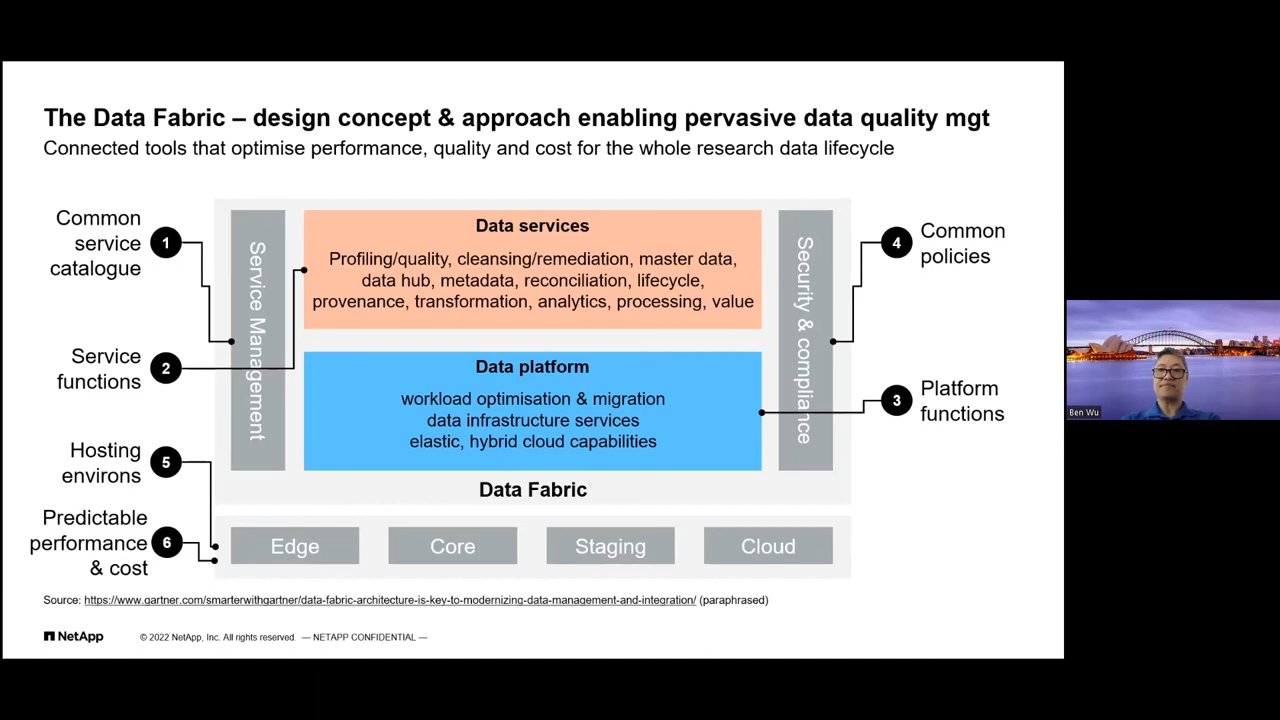 The Data Fabric – design concept & approach enabling pervasive data quality mgt
Connected tools that optimise performance, quality and cost for the whole research data lifecycle
Common
service
catalogue
1
Service
functions
2
Hosting
environs
5
Predictable
performance
& cost
6
Service Management
Data services
Profiling/quality, cleansing/remediation, master data,
data hub, metadata, reconciliation, lifecycle,
provenance, transformation, analytics, processing, value
Data platform
workload optimisation & migration
data infrastructure services
elastic, hybrid cloud capabilities
Security & compliance
Data Fabric
4
Common
policies
3
Platform
functions
Edge
Core
Staging
Cloud
Source: https://www.gartner.com/smarterwithgartner/data-fabric-architecture-is-key-to-modernizing-data-management-and-integration/ (paraphrased)
NetApp
© 2022 NetApp, Inc. All rights reserved. — NETAPP CONFIDENTIAL —
Ben Wu